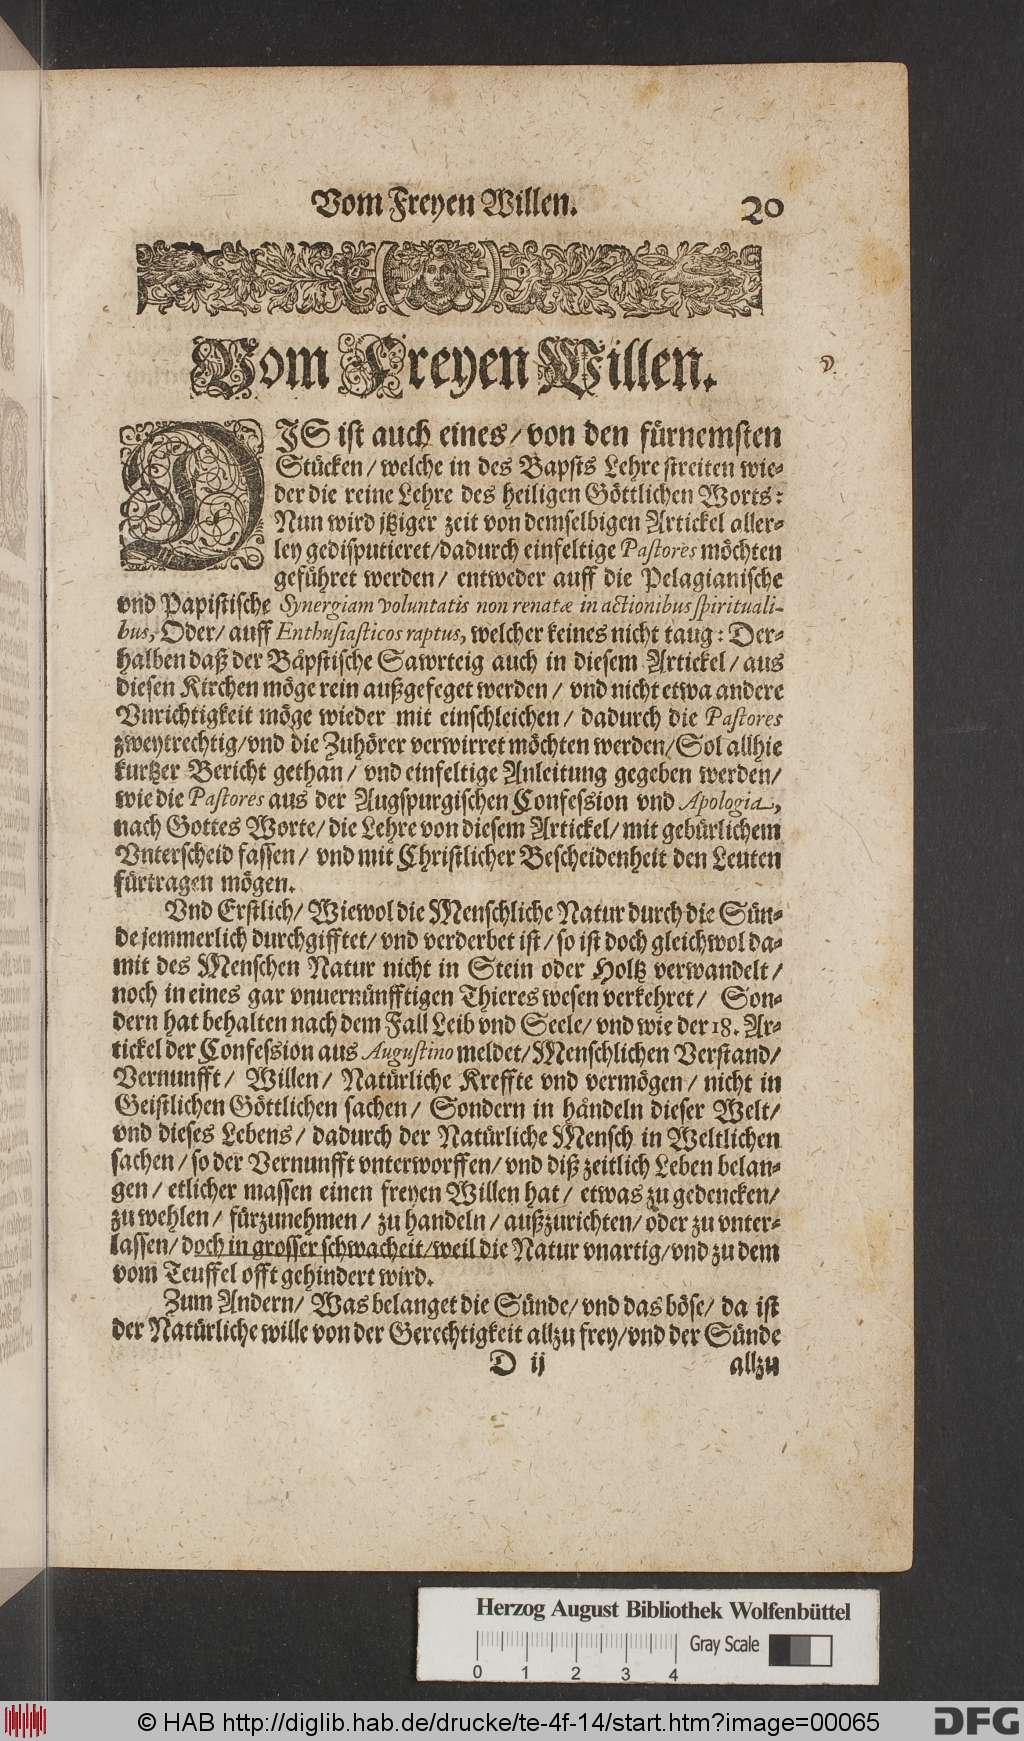 Vom Freyen Willen. 20
Vom Freyen Willen.
DIS ist auch eines/ von den fürnemsten
Stücken/ welche in des Bapsts Lehre streiten wie-
der die reine Lehre des heiligen Göttlichen Worts:
Nun wird jtziger zeit von demselbigen Artickel aller-
ley gedisputieret/ dadurch einfeltige Pastores möchten
geführet werden/ entweder auff die Pelagianische
vnd Papistische Synergiam voluntatis non renatæ in actionibus spirituali-
bus, Oder/ auff Enthusiasticos raptus, welcher keines nicht taug: Der-
halben daß der Båpstische Sawrteig auch in diesem Artickel/ aus
diesen Kirchen möge rein außgefeget werden/ vnd nicht etwa andere
Vnrichtigkeit möge wieder mit einschleichen/ dadurch die Pastores
zweytrechtig/ vnd die Zuhörer verwirret möchten werden/ Sol allhie
kurtzer Bericht gethan/ vnd einfeltige Anleitung gegeben werden/
wie die Pastores aus der Augspurgischen Confession vnd Apologia,
nach Gottes Worte/ die Lehre von diesem Artickel/ mit gebürlichem
Vnterscheid fassen/ vnd mit Christlicher Bescheidenheit den Leuten
fürtragen mögen.
Vnd Erstlich/ Wiewol die Menschliche Natur durch die Sün-
de jemmerlich durchgifftet/ vnd verderbet ist/ so ist doch gleichwol da-
mit des Menschen Natur nicht in Stein oder Holtz verwandelt/
noch in eines gar vnuernünfftigen Thieres wesen verkehret/ Son-
dern hat behalten nach dem Fall Leib vnd Seele/ vnd wie der 18. Ar-
tickel der Confession aus Augustino meldet/ Menschlichen Verstand/
Vernunfft/ Willen/ Natürliche Kreffte vnd vermögen/ nicht in
Geistlichen Göttlichen sachen/ Sondern in håndeln dieser Welt/
vnd dieses Lebens/ dadurch der Natürliche Mensch in Weltlichen
sachen/ so der Vernunfft vnterworffen/ vnd diß zeitlich Leben belan-
gen/ etlicher massen einen freyen Willen hat/ etwas zu gedencken/
zu wehlen/ fürzunehmen/ zu handeln/ außzurichten/ oder zu vnter-
lassen/ doch in grosser schwacheit/ weil die Natur vnartig/ vnd zu dem
vom Teuffel offt gehindert wird.
Zum Andern/ Was belanget die Sünde/ vnd das böse/ da ist
der Natürliche wille von der Gerechtigkeit allzu frey/ vnd der Sünde
D ij allzu
Herzog August Bibliothek Wolfenbüttel
Gray Scale
0 1 2 3 4
© HAB http://diglib.hab.de/drucke/te-4f-14/start.htm?image=00065
DFG